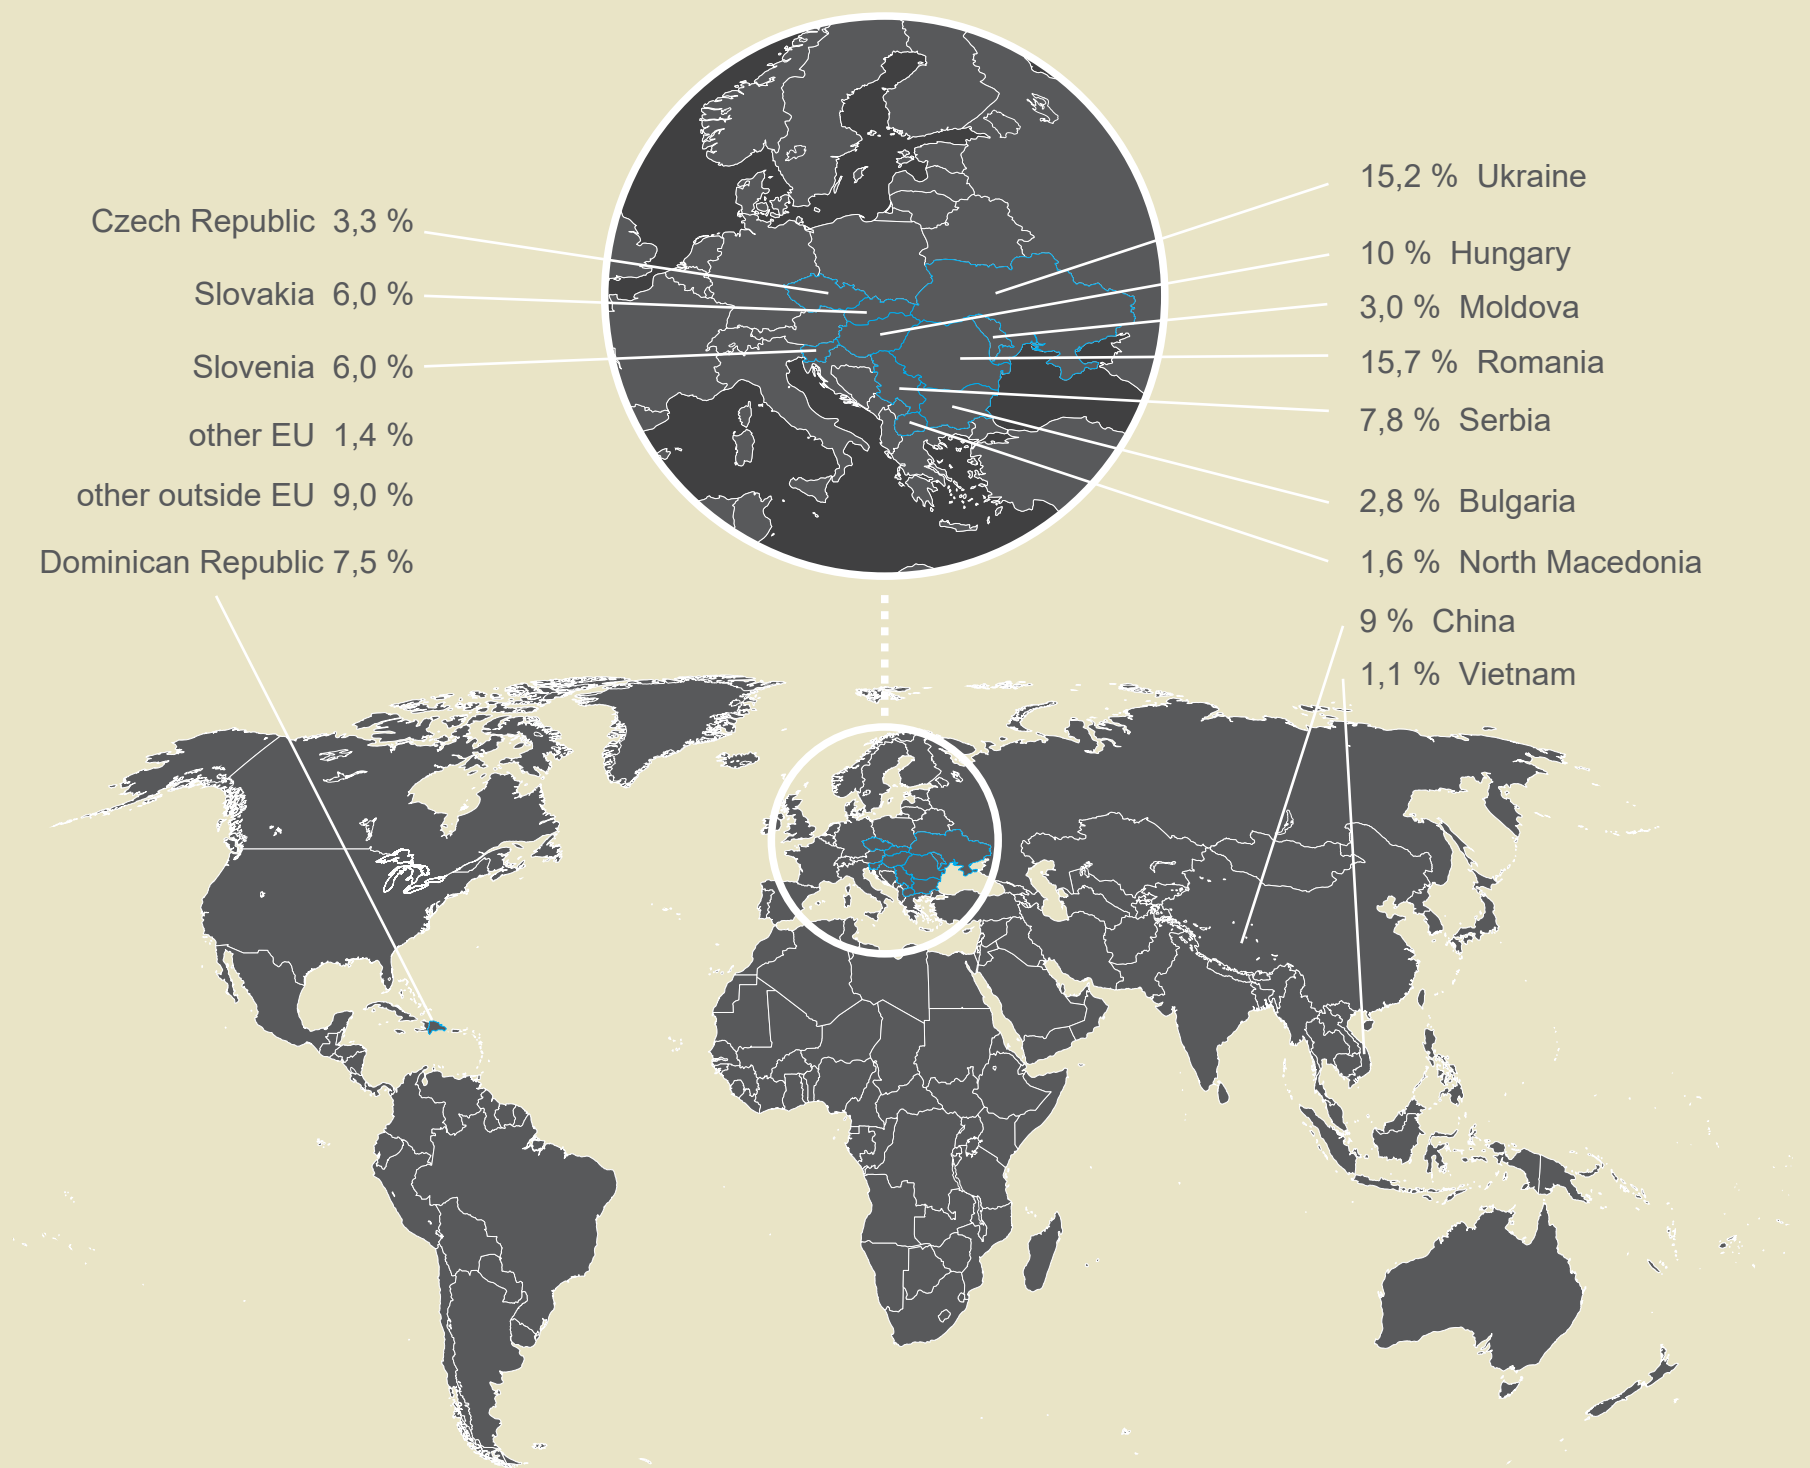 Czech Republic 3,3 %
Slovakia 6,0 %
Slovenia 6,0 %
other EU 1,4 %
other outside EU 9,0 %
Dominican Republic 7,5 %
15,2 % Ukraine
10 % Hungary
3,0 % Moldova
15,7 % Romania
7,8 % Serbia
2,8 % Bulgaria
1,6 % North Macedonia
9 % China
1,1 % Vietnam